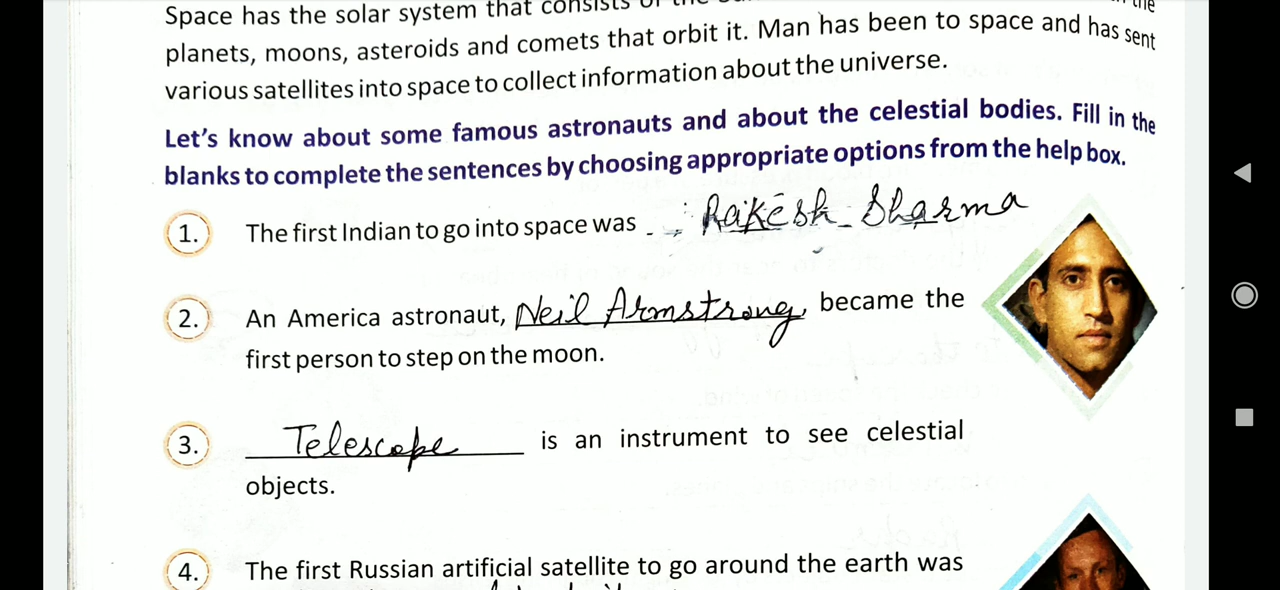 Space has the solar system that consists of the
planets, moons, asteroids and comets that orbit it. Man has been to space and has sent
various satellites into space to collect information about the universe.
Let's know about some famous astronauts and about the celestial bodies. Fill in the
blanks to complete the sentences by choosing appropriate options from the help box.
1. The first Indian to go into space was Rakesh Sharma
2. An America astronaut, Neil Armstrong, became the
first person to step on the moon.
3. Telescope is an instrument to see celestial
objects.
4. The first Russian artificial satellite to go around the earth was